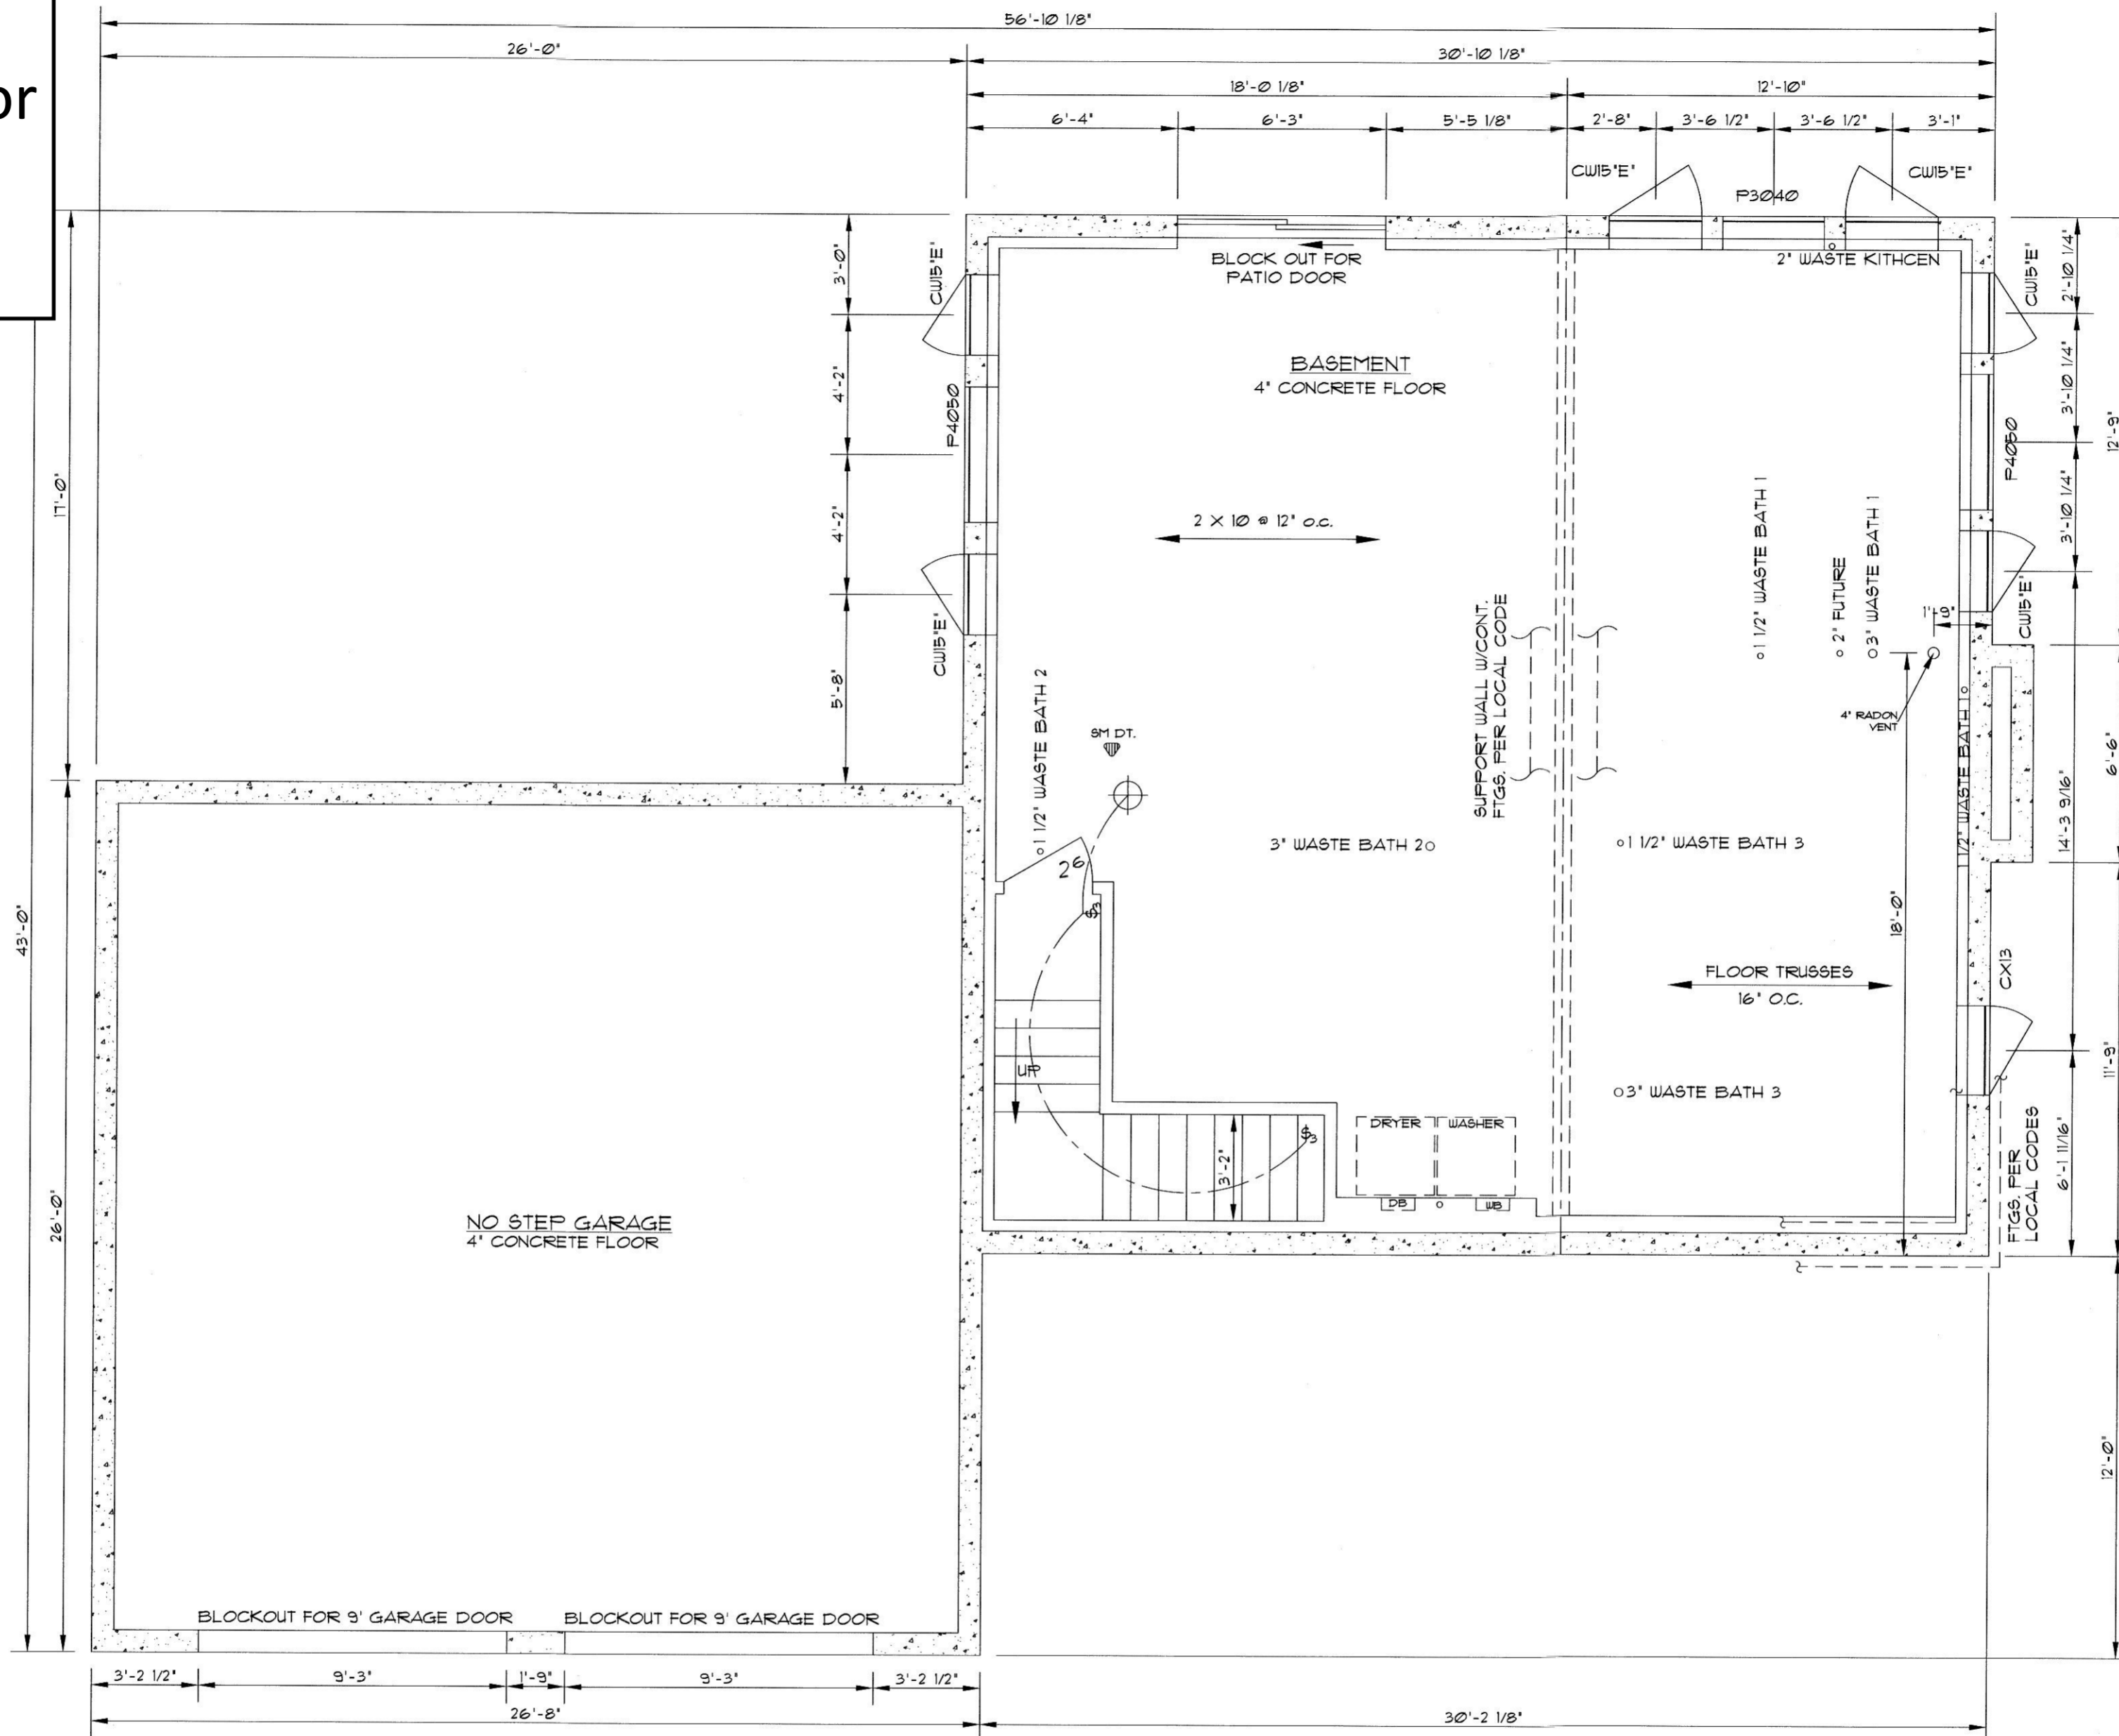 or
56'-10 1/8"
26'-0"
30'-10 1/8"
18'-0 1/8"
12'-10"
6'-4"
6'-3"
5'-5 1/8"
2'-8"
3'-6 1/2"
3'-6 1/2"
3'-1"
CW15"E"
P3040
CW15"E"
BLOCK OUT FOR
PATIO DOOR
2" WASTE KITHCEN
CW15"E"
CW15"E"
3'-0"
2'-10 1/4"
BASEMENT
4" CONCRETE FLOOR
4'-2"
P4050
3'-10 1/4"
P4050
12'-9"
17'-0"
2 X 10 @ 12" O.C.
4'-2"
3'-10 1/4"
1 1/2" WASTE BATH 1
2" FUTURE
3" WASTE BATH 1
CW15"E"
CW15"E"
5'-8"
SUPPORT WALL W/CONT.
FTGS. PER LOCAL CODE
4" RADON
VENT
1 1/2" WASTE BATH 2
SM DT.
6'-6"
14'-3 9/16"
3" WASTE BATH 2
1 1/2" WASTE BATH 3
26
$3
43'-0"
18'-0"
FLOOR TRUSSES
16" O.C.
CX13
UP
11'-9"
3" WASTE BATH 3
DRYER
WASHER
$3
3'-2"
DB
WB
FTGS. PER
LOCAL CODES
6'-1 11/16"
26'-0"
NO STEP GARAGE
4" CONCRETE FLOOR
12'-0"
BLOCKOUT FOR 9' GARAGE DOOR
BLOCKOUT FOR 9' GARAGE DOOR
3'-2 1/2"
9'-3"
1'-9"
9'-3"
3'-2 1/2"
26'-8"
30'-2 1/8"